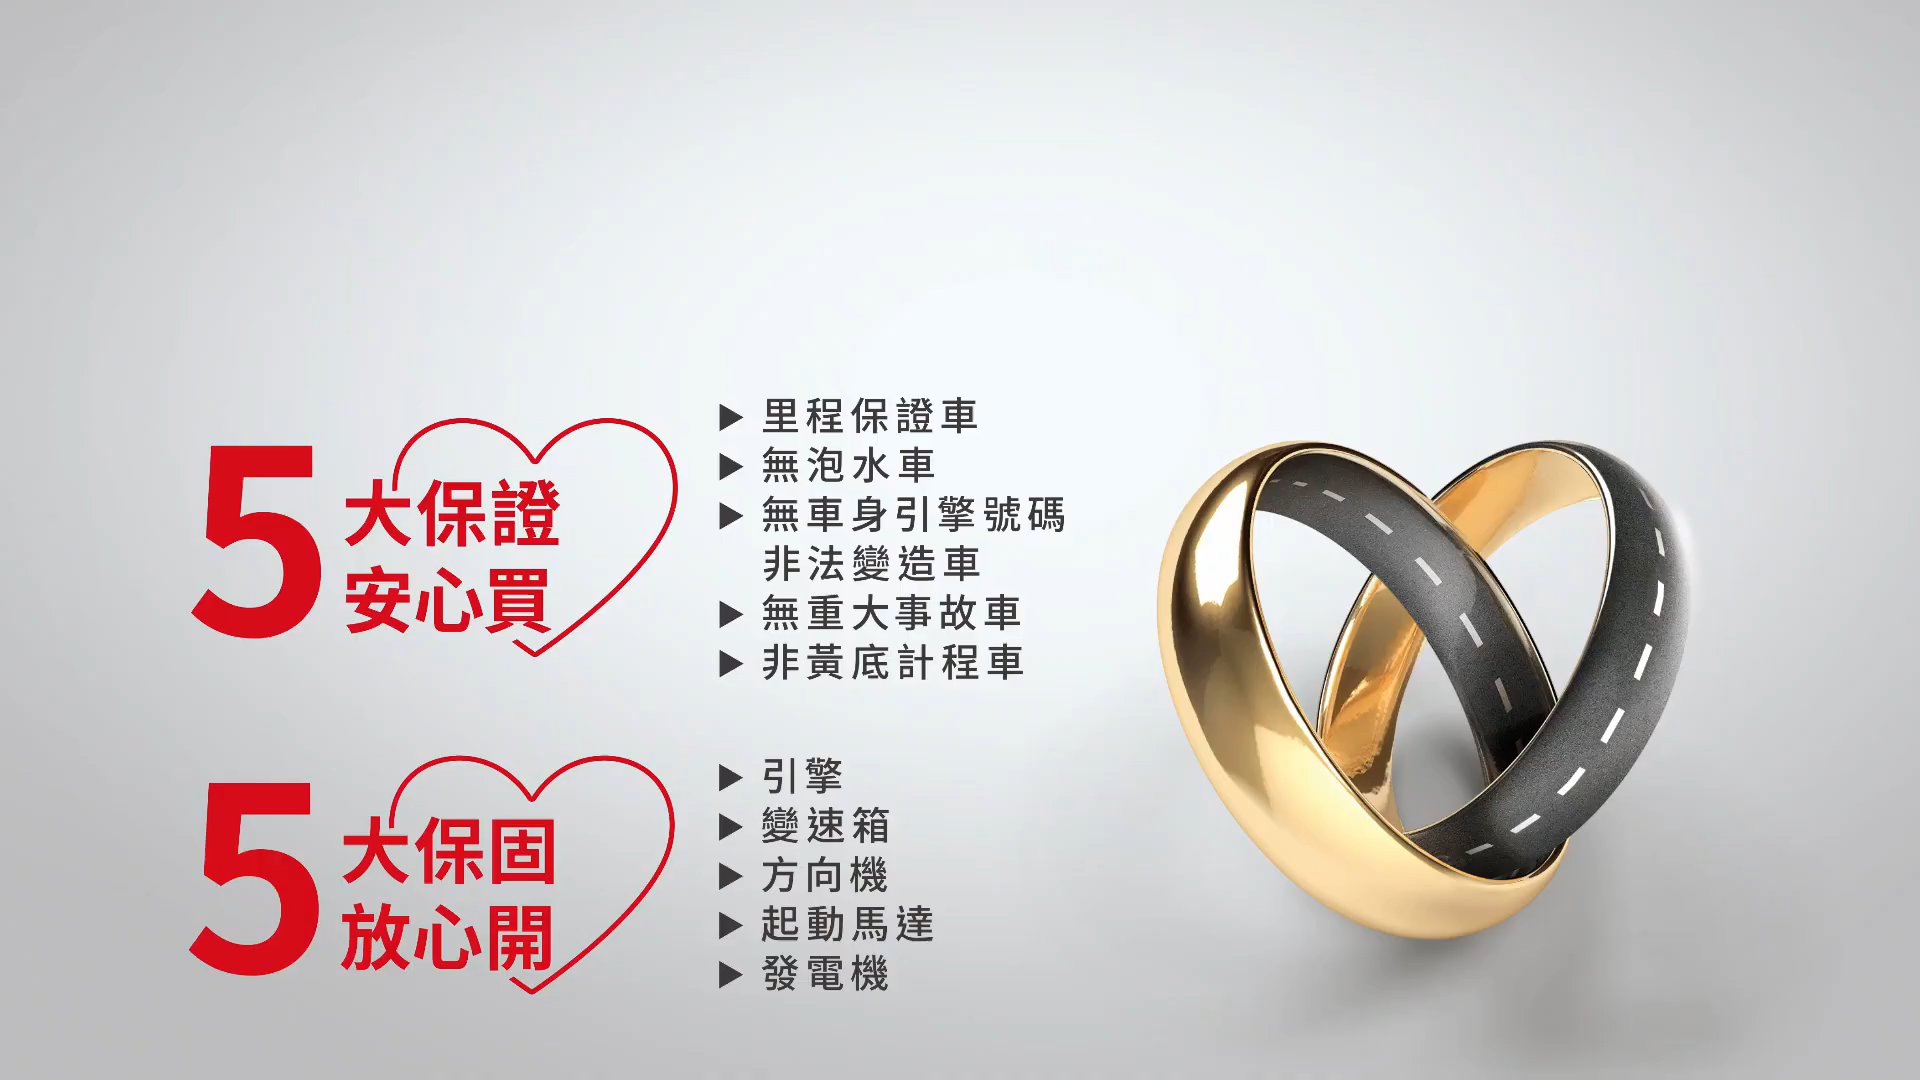 5大保證
安心買
▶ 里程保證車
▶ 無泡水車
▶ 無車身引擎號碼
非法變造車
▶ 無重大事故車
▶ 非黃底計程車
5大保固
放心開
▶ 引擎
▶ 變速箱
▶ 方向機
▶ 起動馬達
▶ 發電機